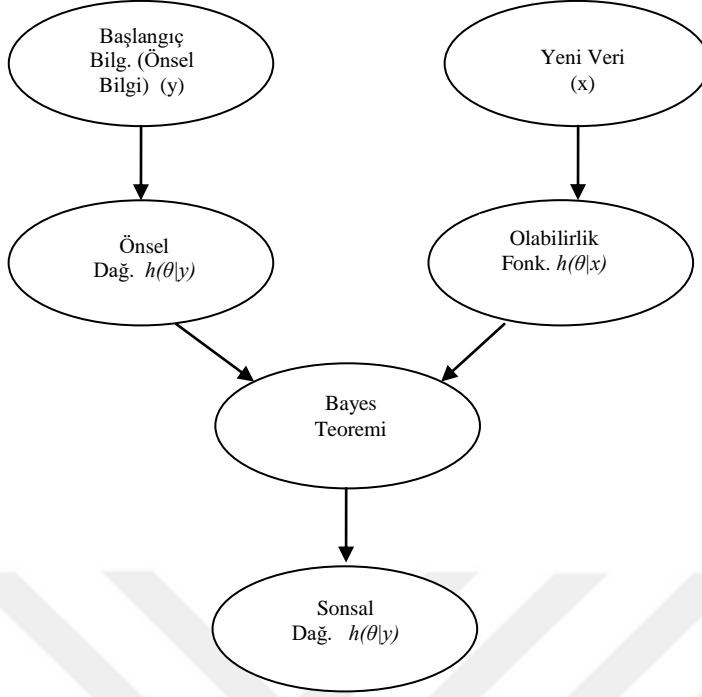 Başlangıç
Bilg. (Önsel
Bilgi) (y)
Yeni Veri
(x)
Önsel
Dağ. h(θ|y)
Olabilirlik
Fonk. h(θ|x)
Bayes
Teoremi
Sonsal
Dağ. h(θ|y)